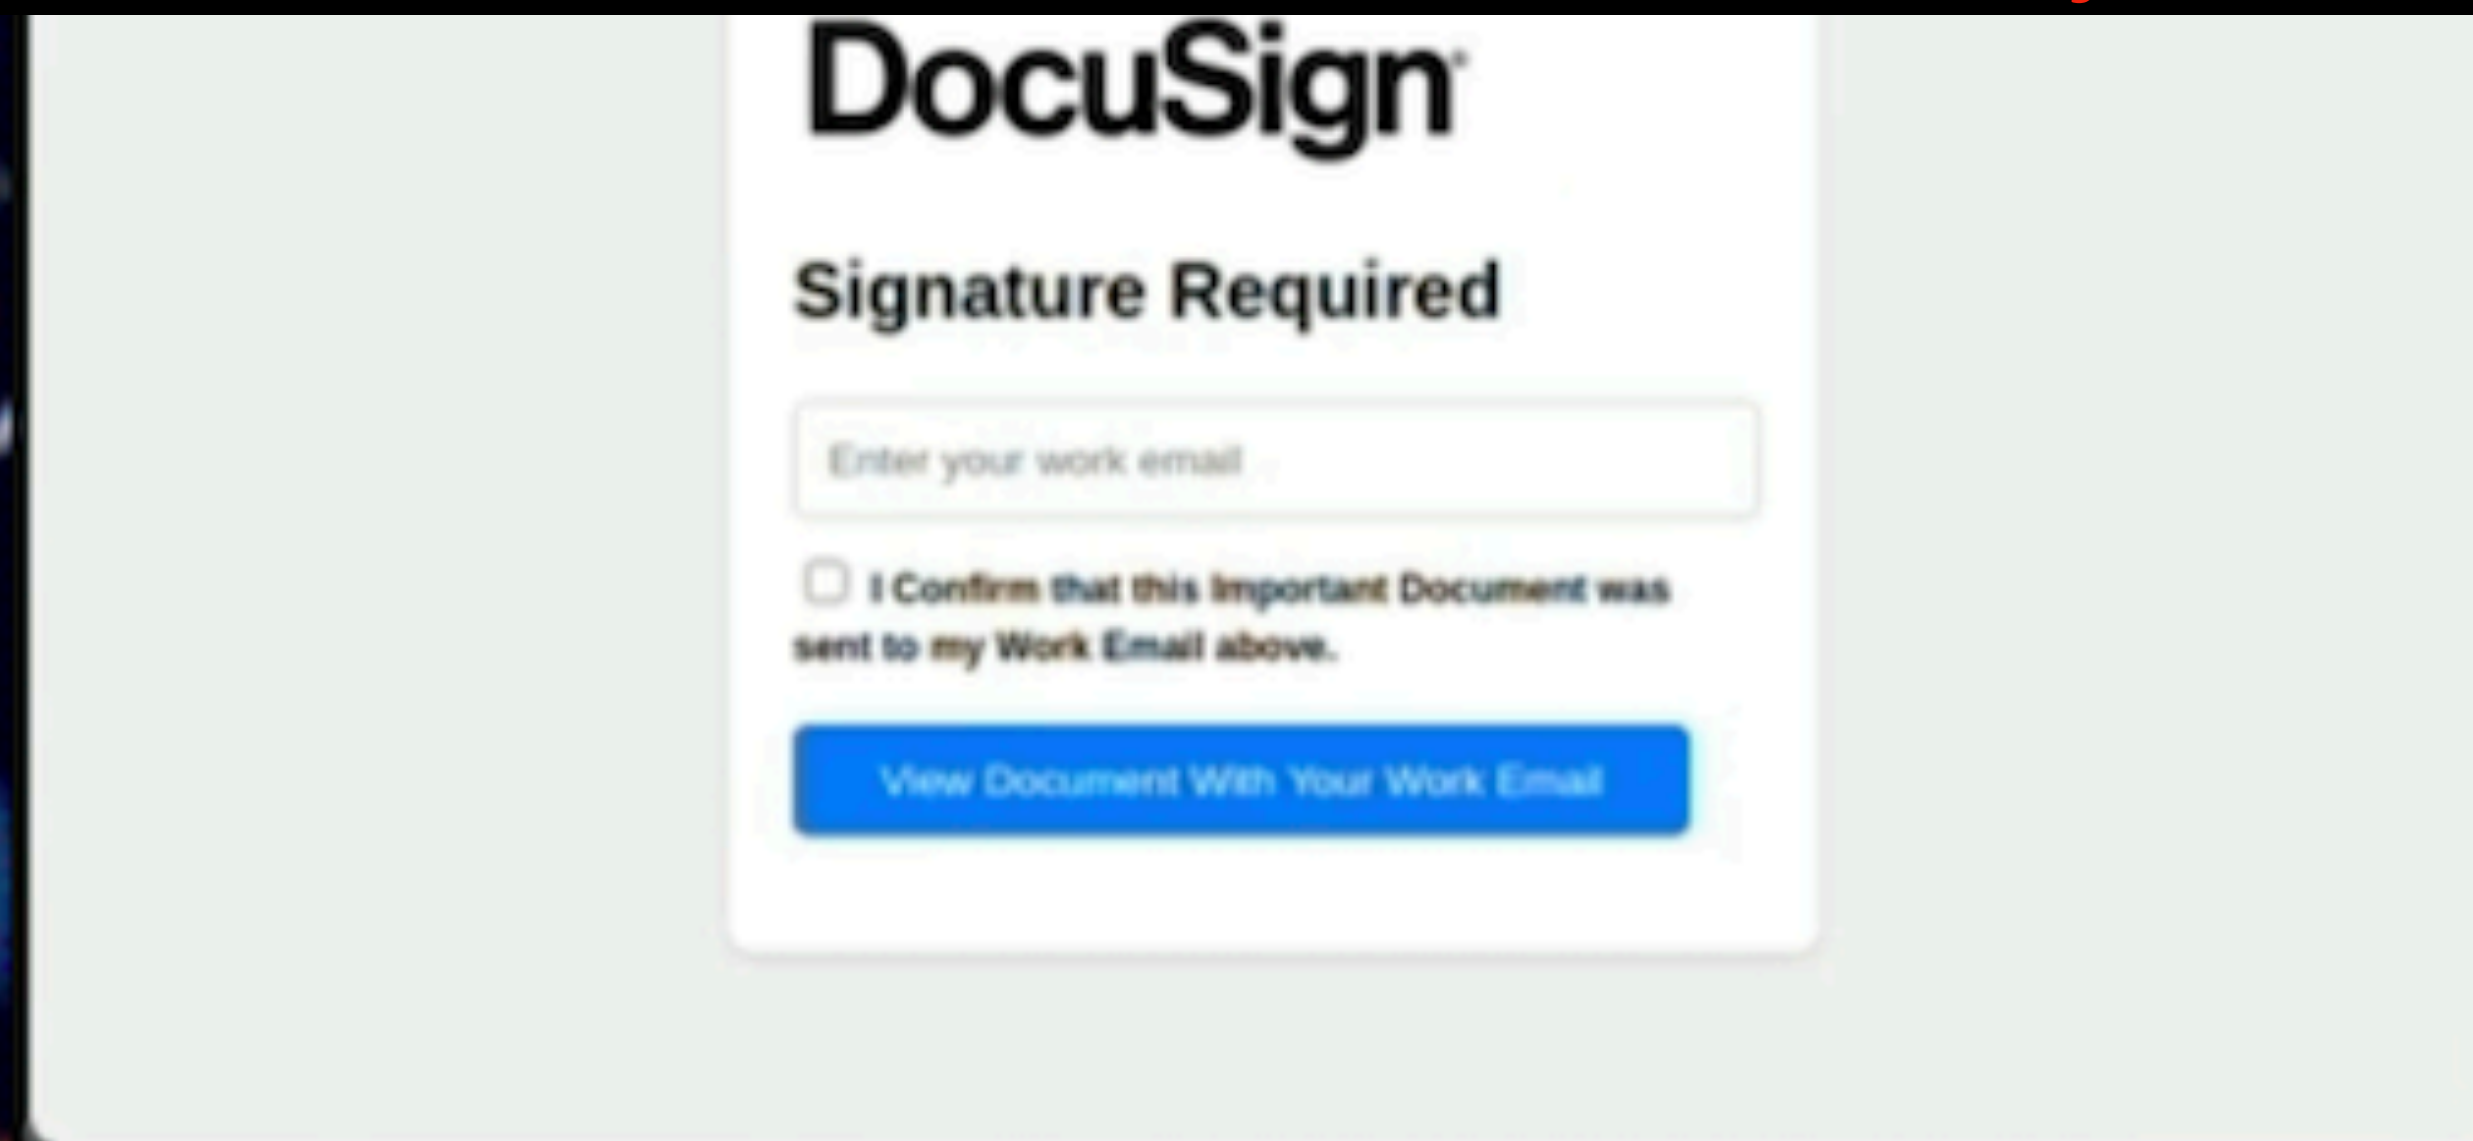 DocuSign
Signature Required
Enter your work email
I Confirm that this Important Document was
sent to my Work Email above.
View Document With Your Work Email